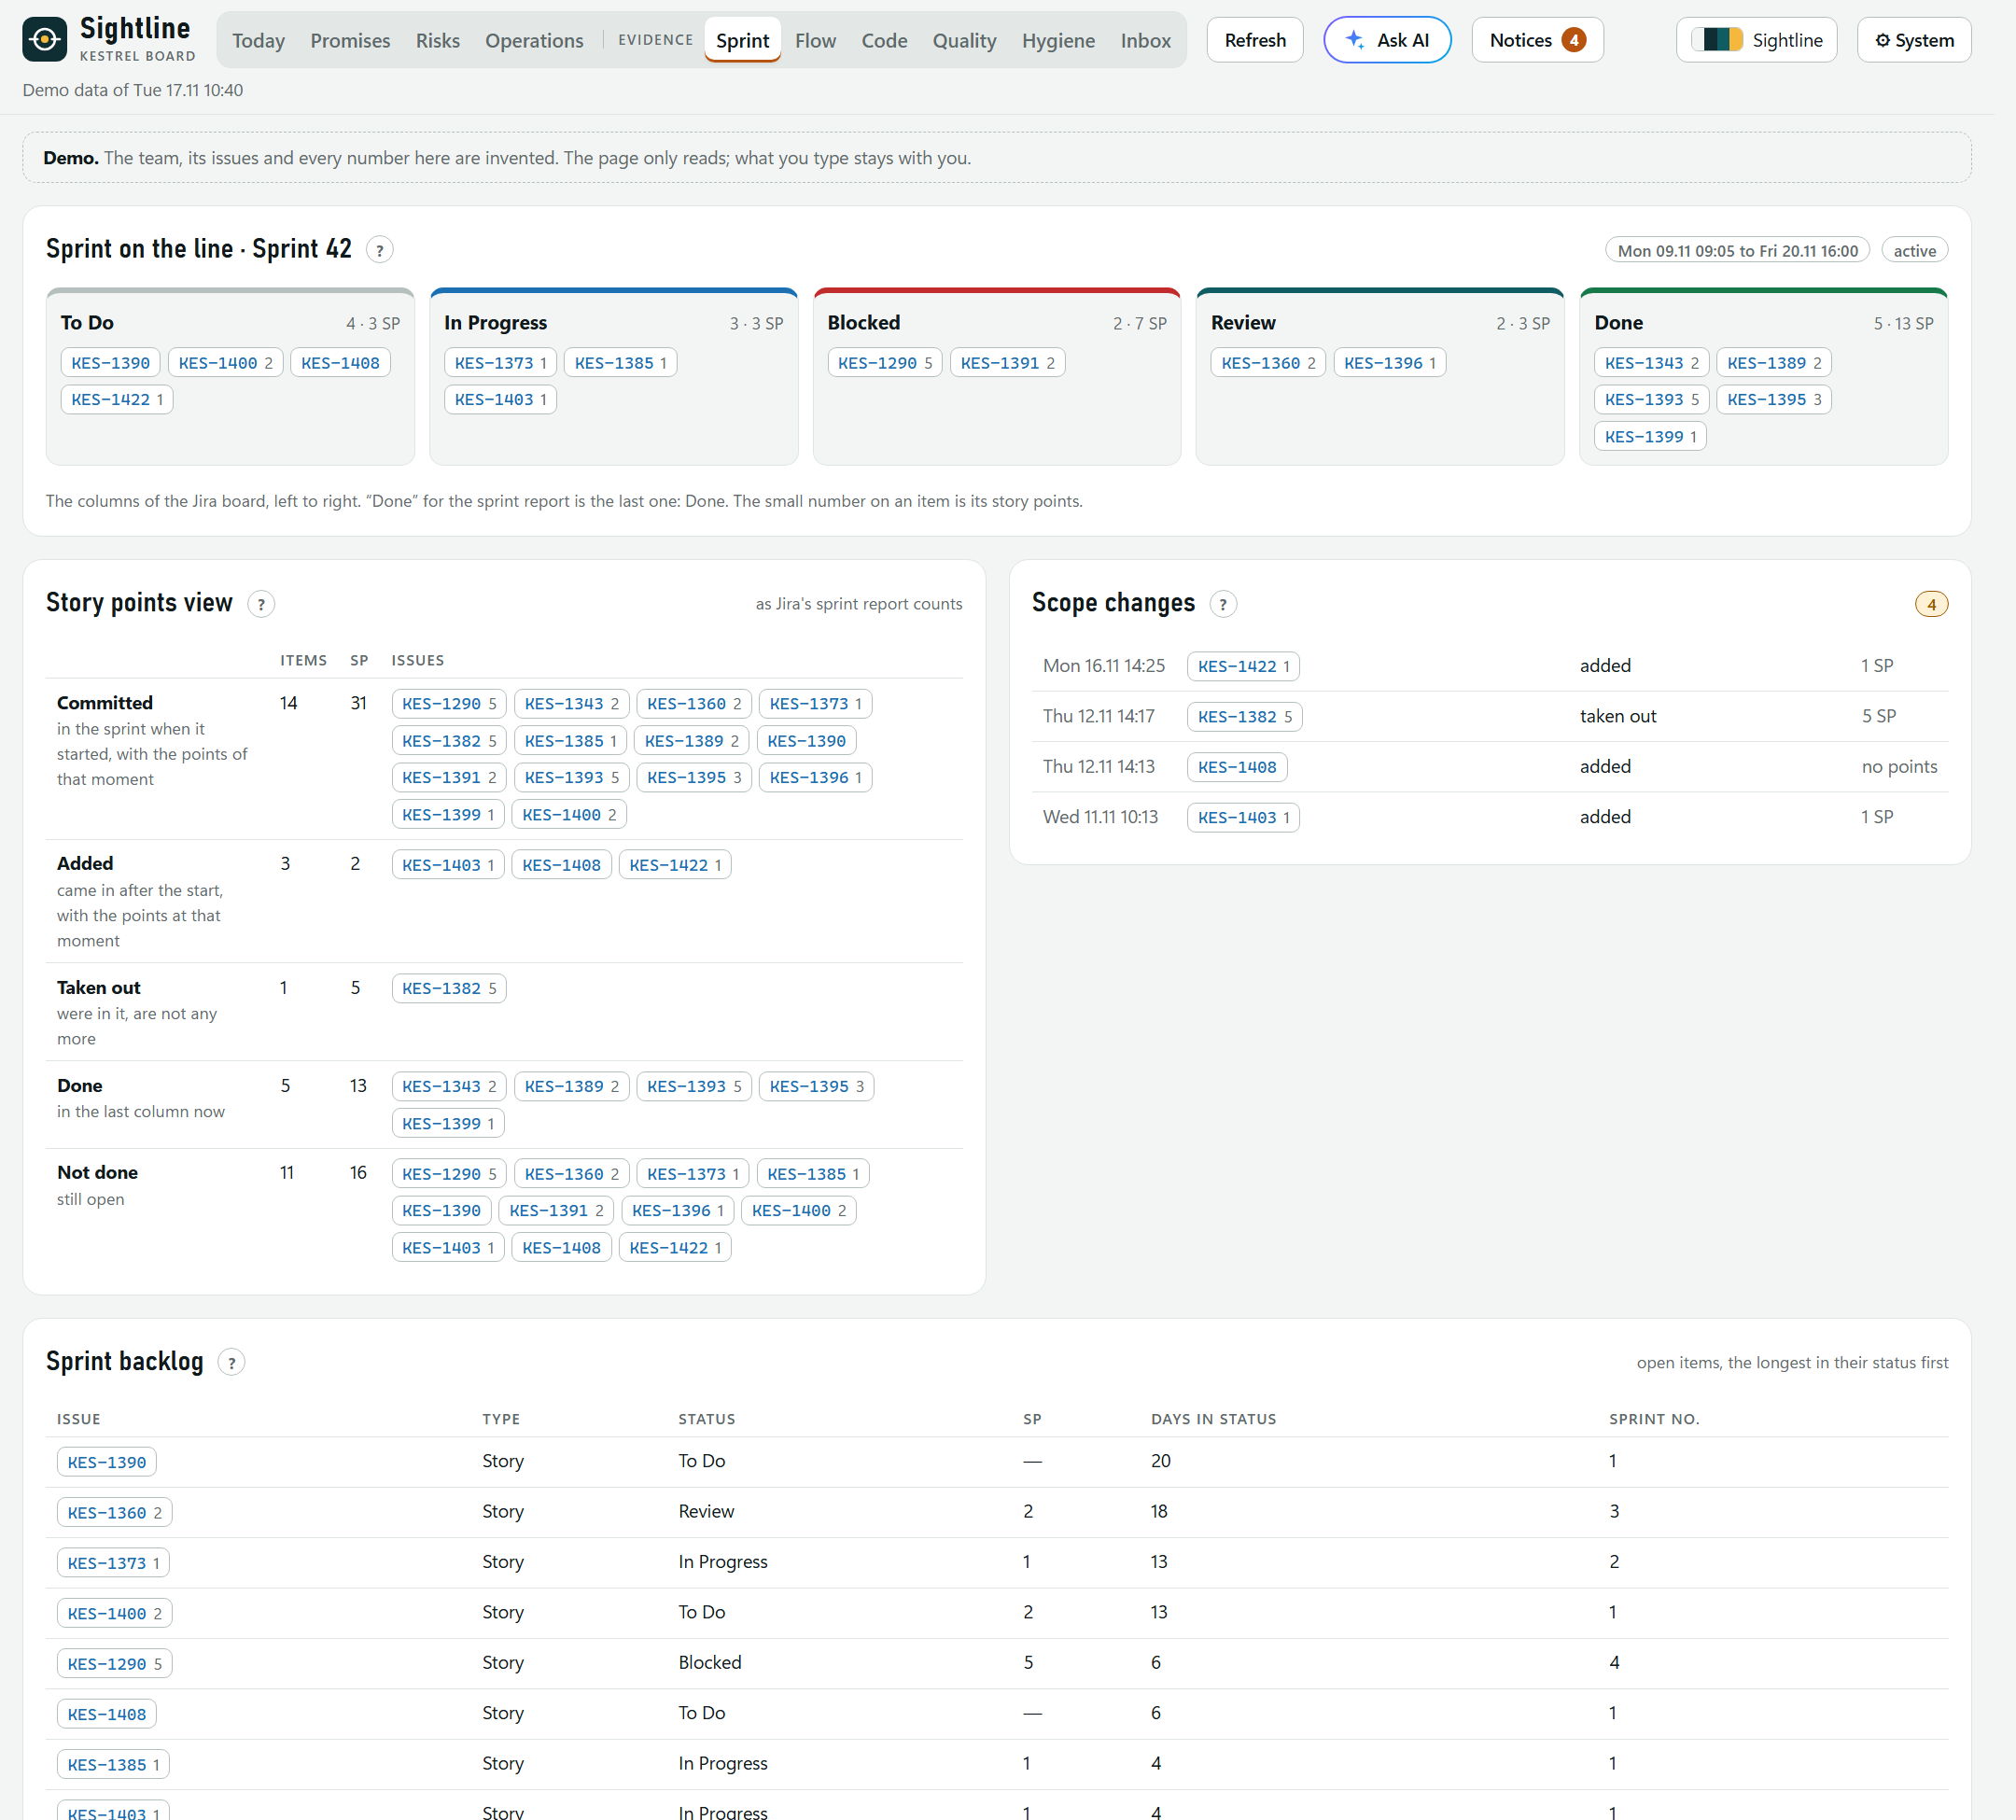 Sightline
KESTREL BOARD
Today Promises Risks Operations EVIDENCE Sprint Flow Code Quality Hygiene Inbox
Refresh Ask AI Notices 4 Sightline System
Demo data of Tue 17.11 10:40
Demo. The team, its issues and every number here are invented. The page only reads; what you type stays with you.
Sprint on the line · Sprint 42 ? Mon 09.11 09:05 to Fri 20.11 16:00 active
To Do 4 · 3 SP
KES-1390 KES-1400 2 KES-1408
KES-1422 1
In Progress 3 · 3 SP
KES-1373 1 KES-1385 1
KES-1403 1
Blocked 2 · 7 SP
KES-1290 5 KES-1391 2
Review 2 · 3 SP
KES-1360 2 KES-1396 1
Done 5 · 13 SP
KES-1343 2 KES-1389 2
KES-1393 5 KES-1395 3
KES-1399 1
The columns of the Jira board, left to right. “Done” for the sprint report is the last one: Done. The small number on an item is its story points.
Story points view ? as Jira's sprint report counts
ITEMS SP ISSUES
Committed 14 31 KES-1290 5 KES-1343 2 KES-1360 2 KES-1373 1
in the sprint when it
started, with the points of KES-1382 5 KES-1385 1 KES-1389 2 KES-1390
that moment KES-1391 2 KES-1393 5 KES-1395 3 KES-1396 1
KES-1399 1 KES-1400 2
Added 3 2 KES-1403 1 KES-1408 KES-1422 1
came in after the start,
with the points at that
moment
Taken out 1 5 KES-1382 5
were in it, are not any
more
Done 5 13 KES-1343 2 KES-1389 2 KES-1393 5 KES-1395 3
in the last column now KES-1399 1
Not done 11 16 KES-1290 5 KES-1360 2 KES-1373 1 KES-1385 1
still open KES-1390 KES-1391 2 KES-1396 1 KES-1400 2
KES-1403 1 KES-1408 KES-1422 1
Scope changes ? 4
Mon 16.11 14:25 KES-1422 1 added 1 SP
Thu 12.11 14:17 KES-1382 5 taken out 5 SP
Thu 12.11 14:13 KES-1408 added no points
Wed 11.11 10:13 KES-1403 1 added 1 SP
Sprint backlog ? open items, the longest in their status first
ISSUE TYPE STATUS SP DAYS IN STATUS SPRINT NO.
KES-1390 Story To Do — 20 1
KES-1360 2 Story Review 2 18 3
KES-1373 1 Story In Progress 1 13 2
KES-1400 2 Story To Do 2 13 1
KES-1290 5 Story Blocked 5 6 4
KES-1408 Story To Do — 6 1
KES-1385 1 Story In Progress 1 4 1
KES-1403 1 Story In Progress 1 4 1